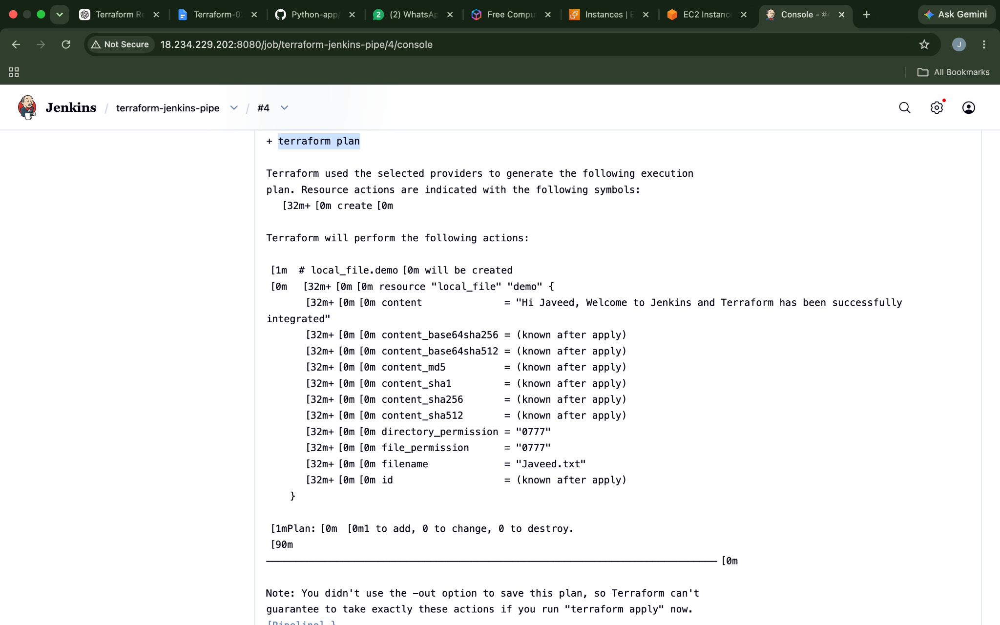 Terraform Re
Terraform-02
Python-app/
2
(2) WhatsAp
Free Compu
Instances | E
EC2 Instanc
Console - #4
Ask Gemini
Not Secure
18.234.229.202:8080/job/terraform-jenkins-pipe/4/console
J
All Bookmarks
Jenkins / terraform-jenkins-pipe / #4
+ terraform plan
Terraform used the selected providers to generate the following execution
plan. Resource actions are indicated with the following symbols:
[32m+ [0m create [0m
Terraform will perform the following actions:
[1m  # local_file.demo [0m will be created
[0m   [32m+ [0m [0m resource "local_file" "demo" {
[32m+ [0m [0m content              = "Hi Javeed, Welcome to Jenkins and Terraform has been successfully
integrated"
[32m+ [0m [0m content_base64sha256 = (known after apply)
[32m+ [0m [0m content_base64sha512 = (known after apply)
[32m+ [0m [0m content_md5          = (known after apply)
[32m+ [0m [0m content_sha1         = (known after apply)
[32m+ [0m [0m content_sha256       = (known after apply)
[32m+ [0m [0m content_sha512       = (known after apply)
[32m+ [0m [0m directory_permission = "0777"
[32m+ [0m [0m file_permission      = "0777"
[32m+ [0m [0m filename             = "Javeed.txt"
[32m+ [0m [0m id                   = (known after apply)
}
[1mPlan: [0m  [0m1 to add, 0 to change, 0 to destroy.
[90m
───────────────────────────────────────────────────────────────────────────── [0m
Note: You didn't use the -out option to save this plan, so Terraform can't
guarantee to take exactly these actions if you run "terraform apply" now.
[Pipeline] }